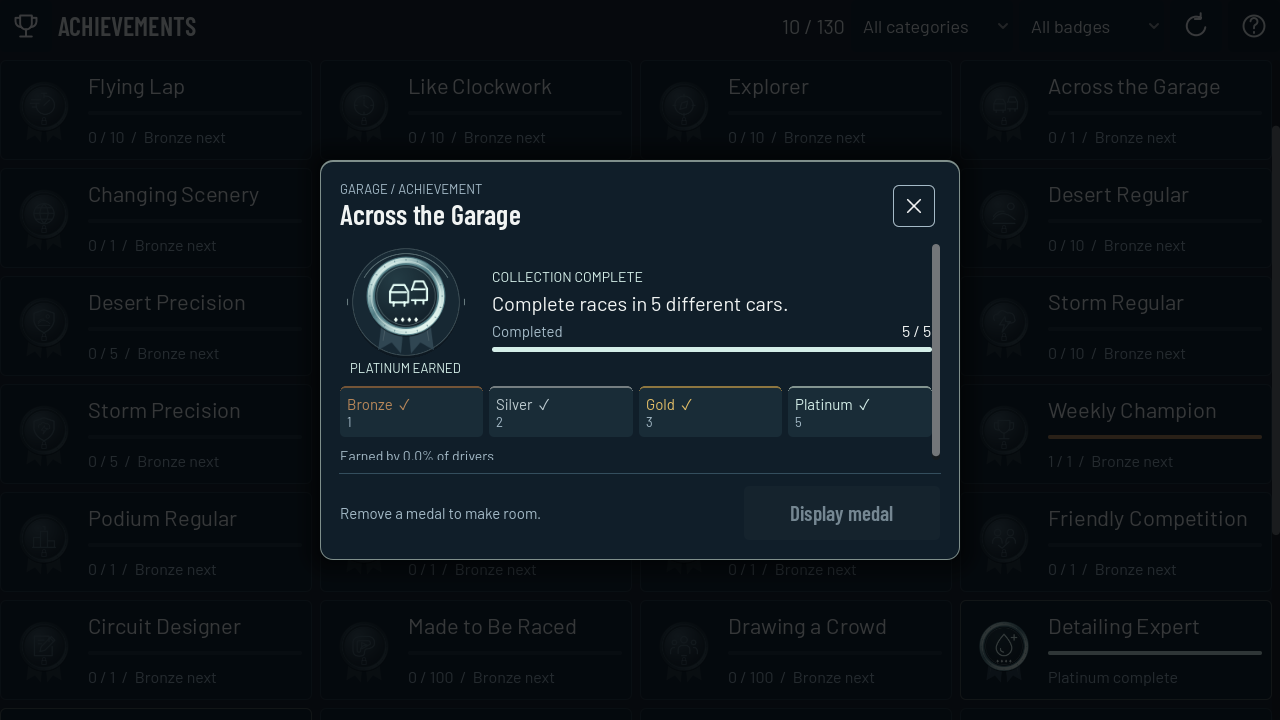 ACHIEVEMENTS
10 / 130
All categories
All badges
Flying Lap
0 / 10 / Bronze next
Like Clockwork
0 / 10 / Bronze next
Explorer
0 / 10 / Bronze next
Across the Garage
0 / 1 / Bronze next
Changing Scenery
0 / 1 / Bronze next
Desert Regular
0 / 10 / Bronze next
Desert Precision
0 / 5 / Bronze next
Storm Regular
0 / 10 / Bronze next
Storm Precision
0 / 5 / Bronze next
Weekly Champion
1 / 1 / Bronze next
Podium Regular
0 / 1 / Bronze next
0 / 1 / Bronze next
0 / 1 / Bronze next
Friendly Competition
0 / 1 / Bronze next
Circuit Designer
0 / 1 / Bronze next
Made to Be Raced
0 / 100 / Bronze next
Drawing a Crowd
0 / 100 / Bronze next
Detailing Expert
Platinum complete
GARAGE / ACHIEVEMENT
Across the Garage
COLLECTION COMPLETE
Complete races in 5 different cars.
Completed
5 / 5
PLATINUM EARNED
Bronze ✓
1
Silver ✓
2
Gold ✓
3
Platinum ✓
5
Earned by 0.0% of drivers
Remove a medal to make room.
Display medal